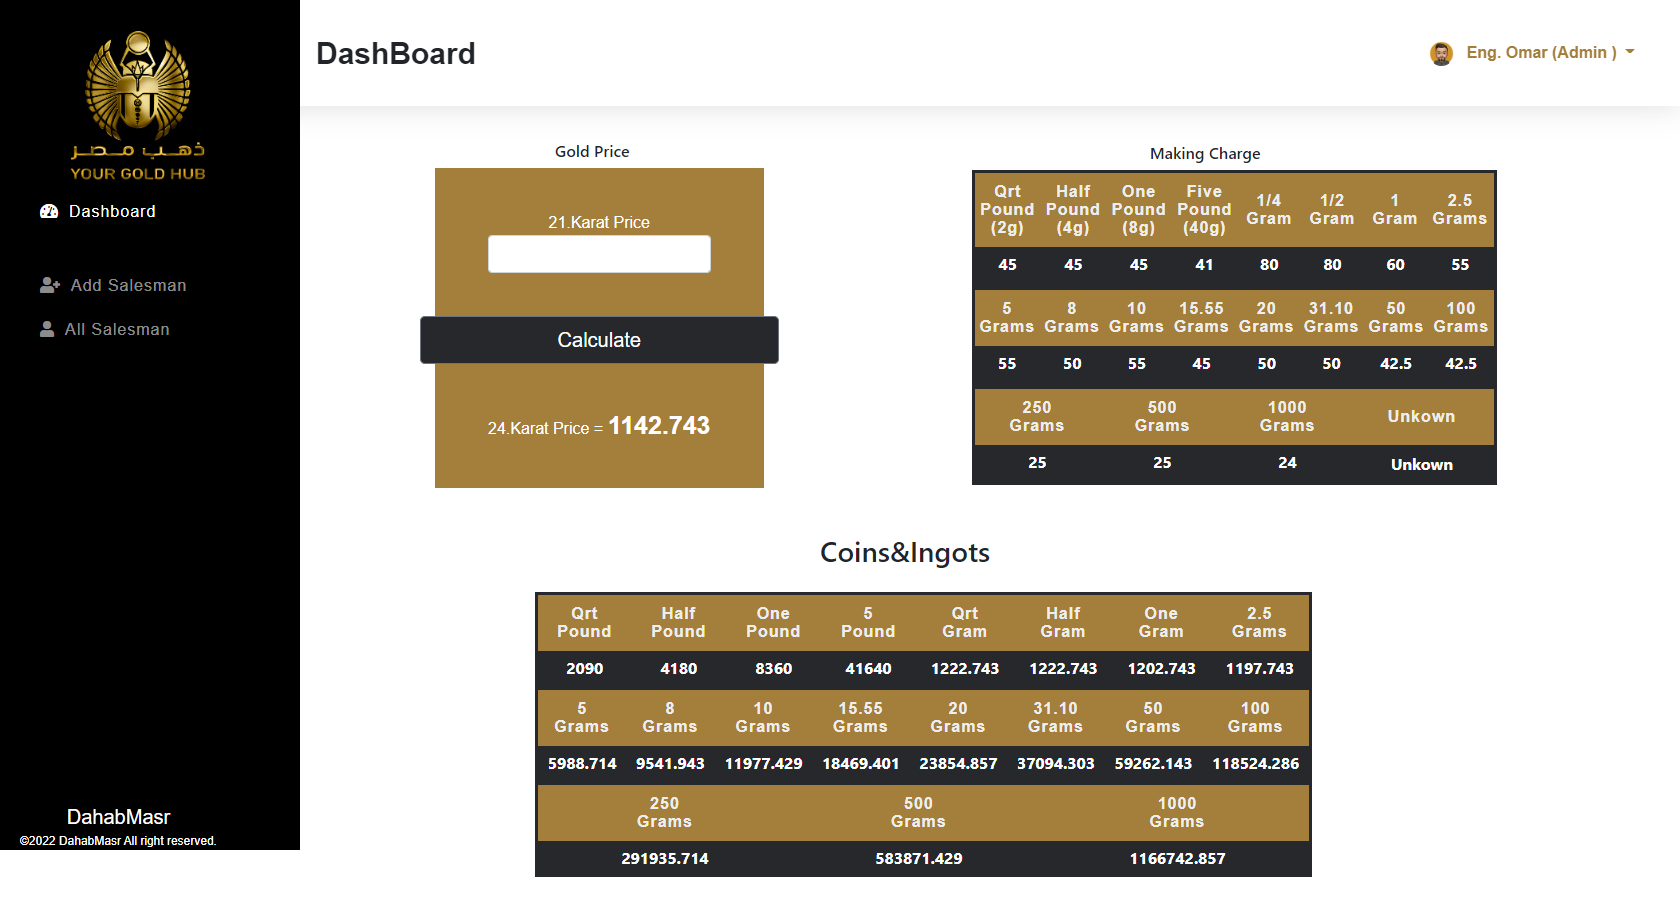 ذهب مصر
YOUR GOLD HUB
Dashboard
Add Salesman
All Salesman
DahabMasr
©2022 DahabMasr All right reserved.
DashBoard
Eng. Omar (Admin )
Gold Price
21.Karat Price
Calculate
24.Karat Price = 1142.743
Making Charge
Qrt Half One Five 1/4 1/2 1 2.5
Pound Pound Pound Pound Gram Gram Gram Grams
(2g) (4g) (8g) (40g)
45 45 45 41 80 80 60 55
5 8 10 15.55 20 31.10 50 100
Grams Grams Grams Grams Grams Grams Grams Grams
55 50 55 45 50 50 42.5 42.5
250 500 1000 Unkown
Grams Grams Grams
25 25 24 Unkown
Coins&Ingots
Qrt Half One 5 Qrt Half One 2.5
Pound Pound Pound Pound Gram Gram Gram Grams
2090 4180 8360 41640 1222.743 1222.743 1202.743 1197.743
5 8 10 15.55 20 31.10 50 100
Grams Grams Grams Grams Grams Grams Grams Grams
5988.714 9541.943 11977.429 18469.401 23854.857 37094.303 59262.143 118524.286
250 500 1000
Grams Grams Grams
291935.714 583871.429 1166742.857